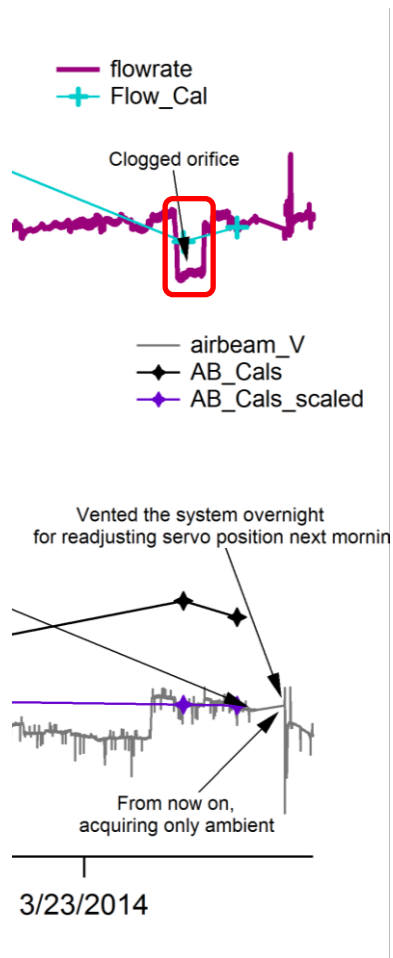 flowrate
Flow_Cal
Clogged orifice
airbeam_V
AB_Cals
AB_Cals_scaled
Vented the system overnight
for readjusting servo position next mornin
From now on,
acquiring only ambient
3/23/2014